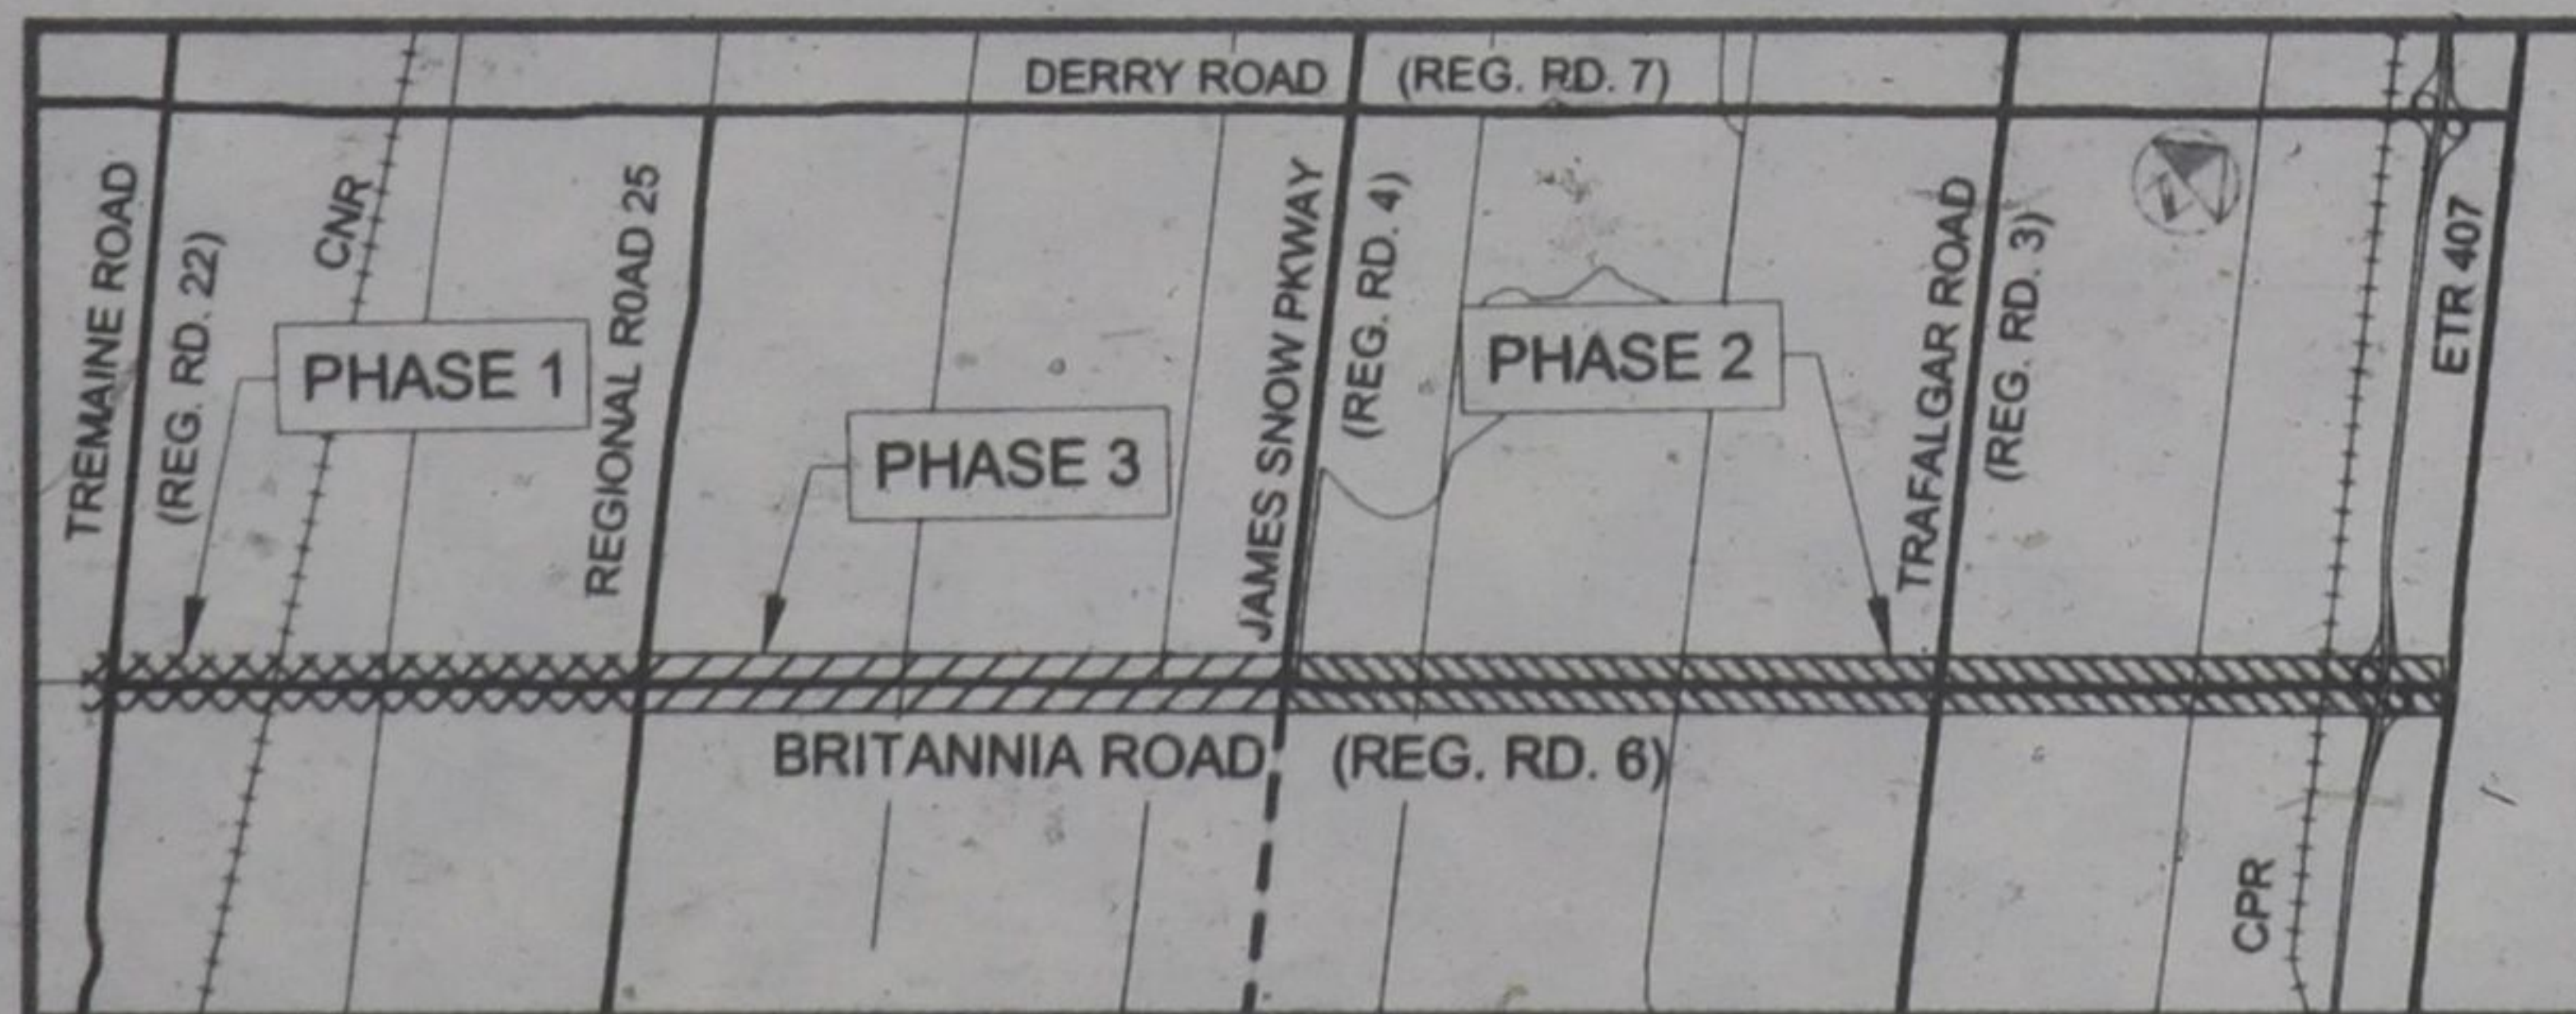 DERRY ROAD (REG. RD. 7)
TREMAINE ROAD
(REG. RD. 22)
CNR
REGIONAL ROAD 25
JAMES SNOW PKWAY
(REG. RD. 4)
TRAFALGAR ROAD
(REG. RD. 3)
ETR 407
PHASE 1
PHASE 3
PHASE 2
BRITANNIA ROAD (REG. RD. 6)
CPR